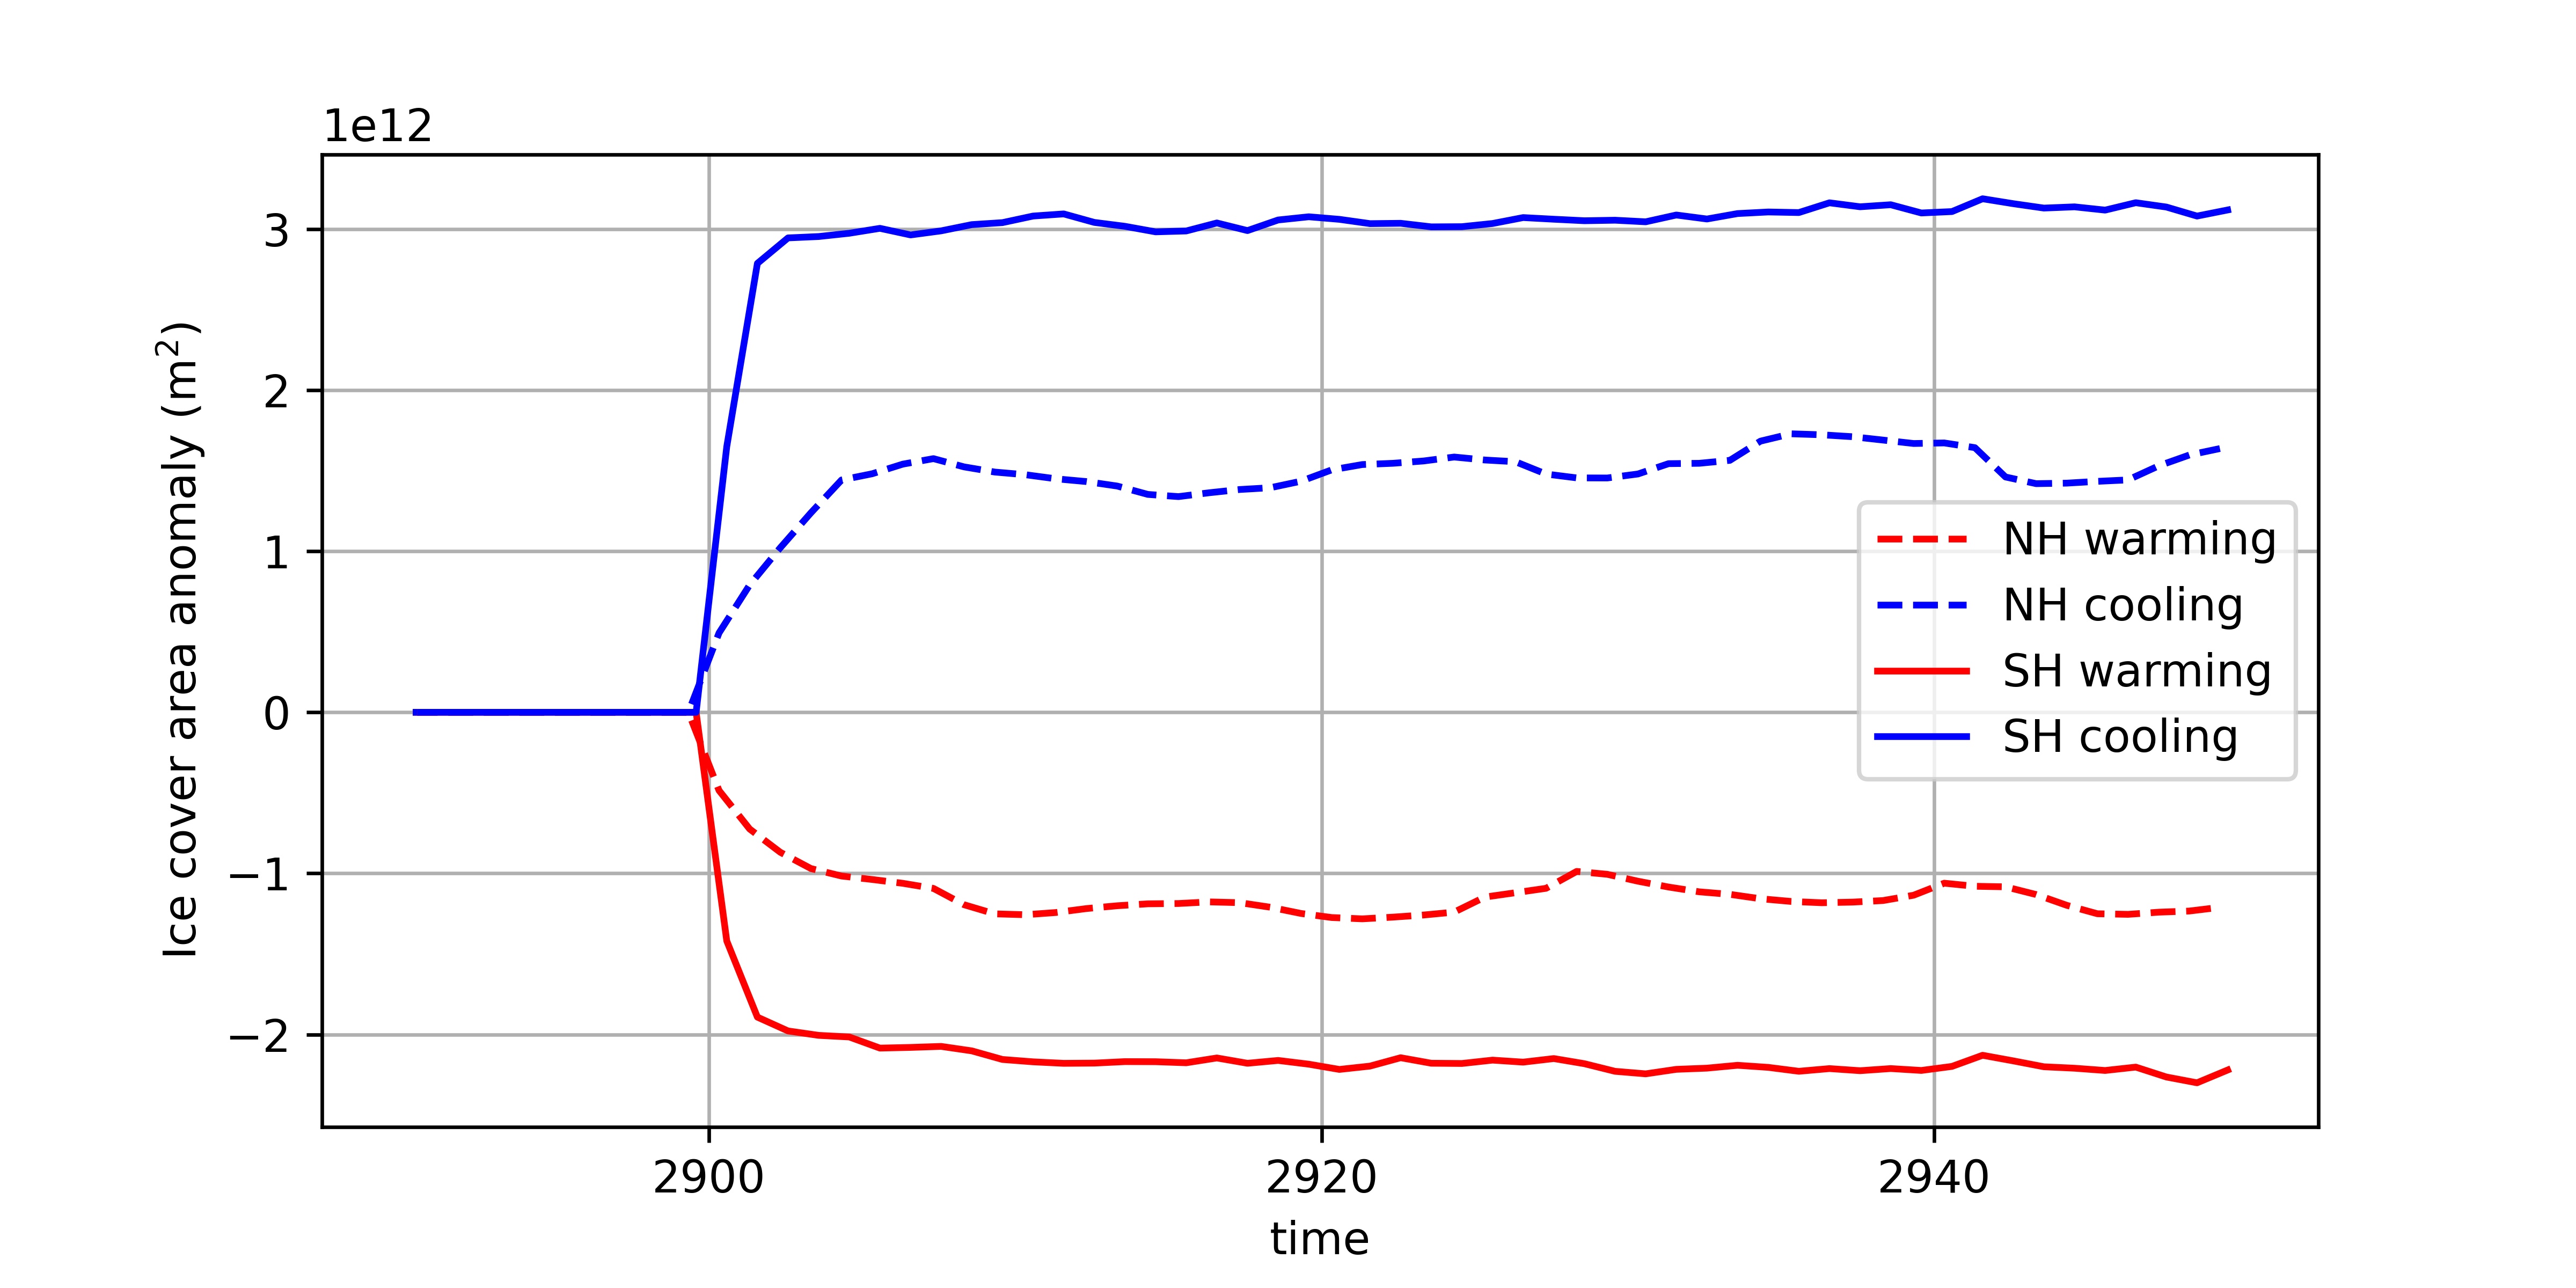 1e12
3
2
1
0
−1
−2
Ice cover area anomaly (m²)
NH warming
NH cooling
SH warming
SH cooling
2900
2920
2940
time